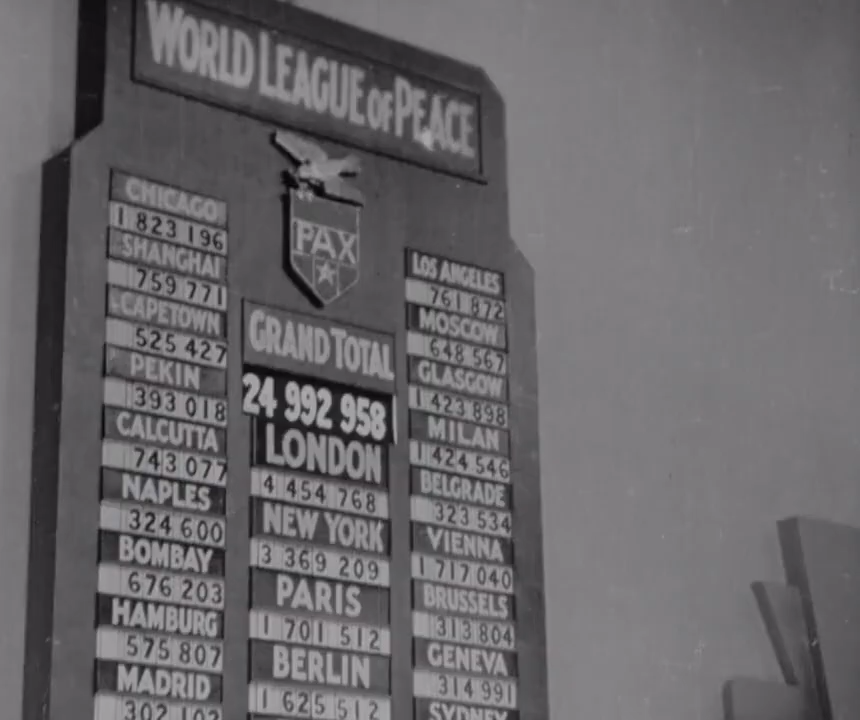 WORLD LEAGUE OF PEACE
PAX
CHICAGO
1 823 196
SHANGHAI
759 771
CAPETOWN
525 427
PEKIN
393 018
CALCUTTA
743 077
NAPLES
324 600
BOMBAY
676 203
HAMBURG
575 807
MADRID
302 102
GRAND TOTAL
24 992 958
LONDON
4 454 768
NEW YORK
3 369 209
PARIS
1 701 512
BERLIN
1 625 512
LOS ANGELES
761 872
MOSCOW
648 567
GLASGOW
1 423 898
MILAN
1 424 546
BELGRADE
323 534
VIENNA
1 717 040
BRUSSELS
313 804
GENEVA
314 991
SYDNEY